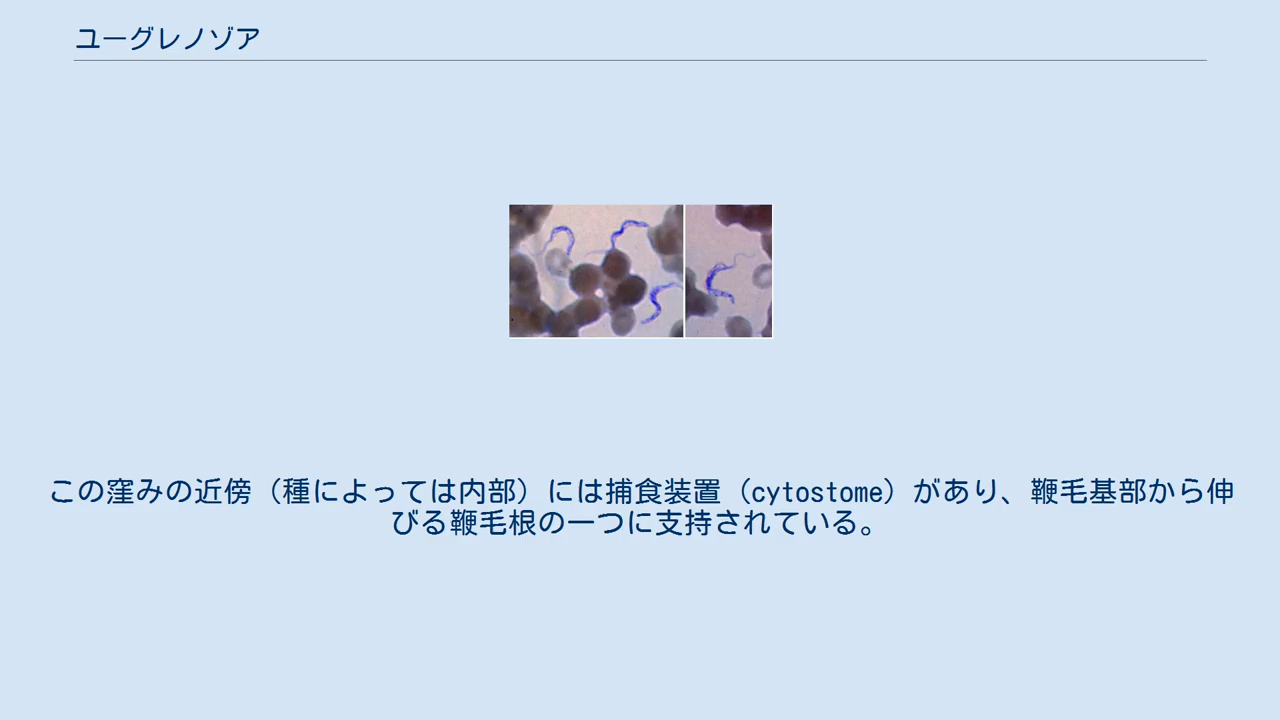 ユーグレノゾア
この窪みの近傍（種によっては内部）には捕食装置（cytostome）があり、鞭毛基部から伸
びる鞭毛根の一つに支持されている。